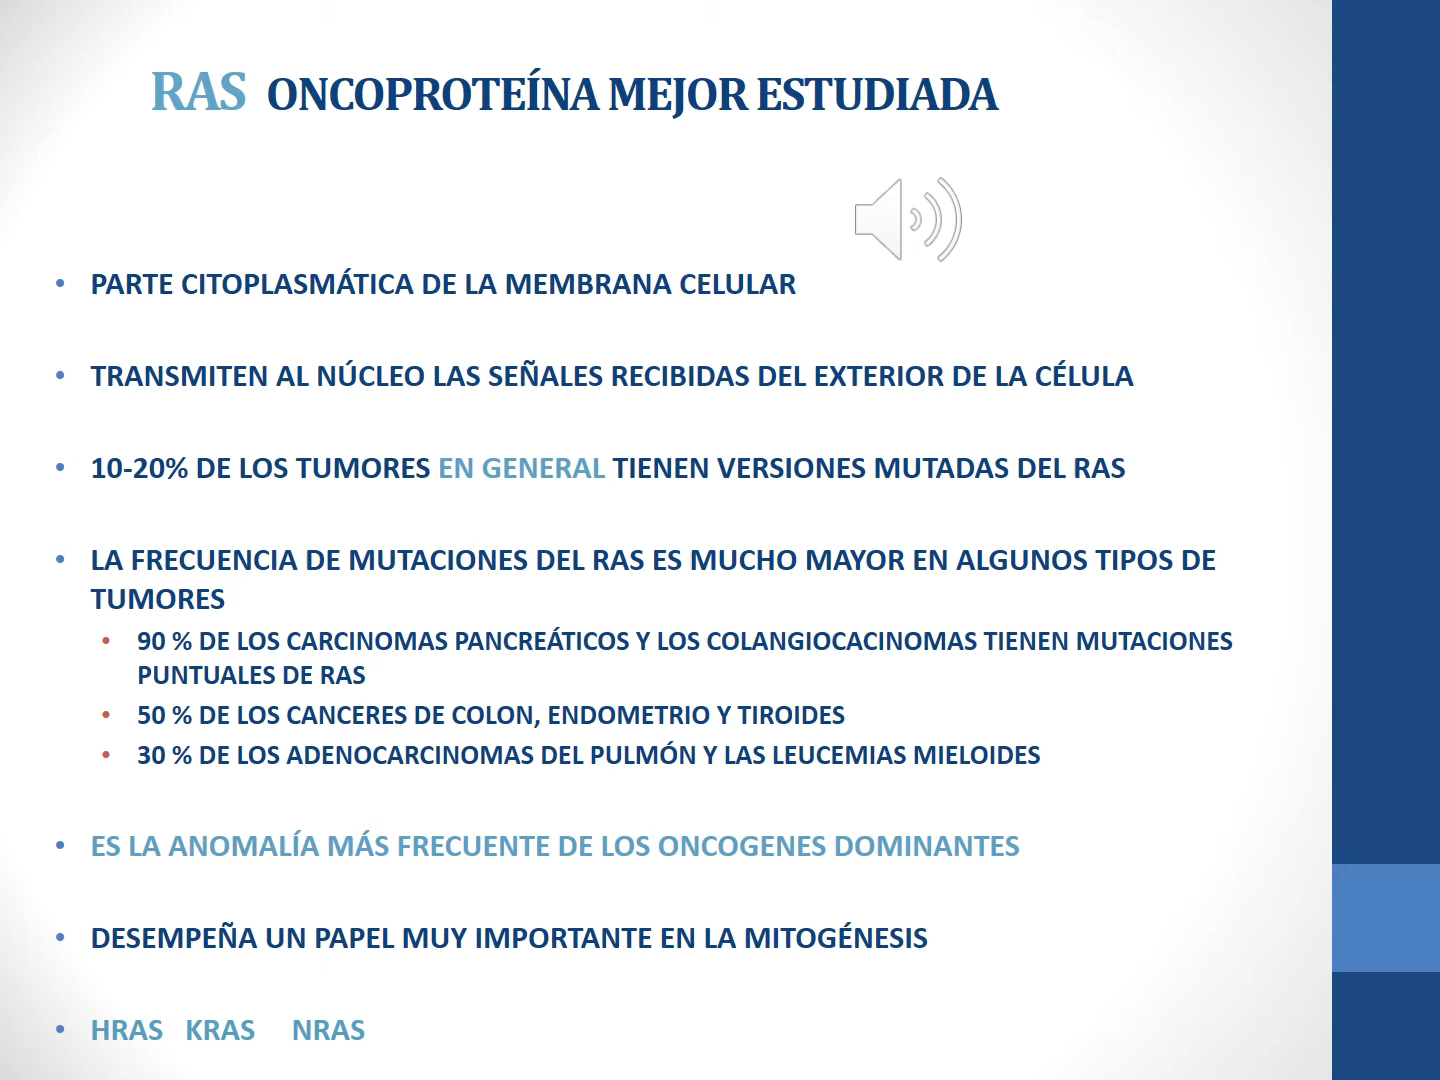 RAS ONCOPROTEÍNA MEJOR ESTUDIADA
• PARTE CITOPLASMÁTICA DE LA MEMBRANA CELULAR
• TRANSMITEN AL NÚCLEO LAS SEÑALES RECIBIDAS DEL EXTERIOR DE LA CÉLULA
• 10-20% DE LOS TUMORES EN GENERAL TIENEN VERSIONES MUTADAS DEL RAS
• LA FRECUENCIA DE MUTACIONES DEL RAS ES MUCHO MAYOR EN ALGUNOS TIPOS DE
TUMORES
• 90 % DE LOS CARCINOMAS PANCREÁTICOS Y LOS COLANGIOCACINOMAS TIENEN MUTACIONES
PUNTUALES DE RAS
• 50 % DE LOS CANCERES DE COLON, ENDOMETRIO Y TIROIDES
• 30 % DE LOS ADENOCARCINOMAS DEL PULMÓN Y LAS LEUCEMIAS MIELOIDES
• ES LA ANOMALÍA MÁS FRECUENTE DE LOS ONCOGENES DOMINANTES
• DESEMPEÑA UN PAPEL MUY IMPORTANTE EN LA MITOGÉNESIS
• HRAS KRAS NRAS